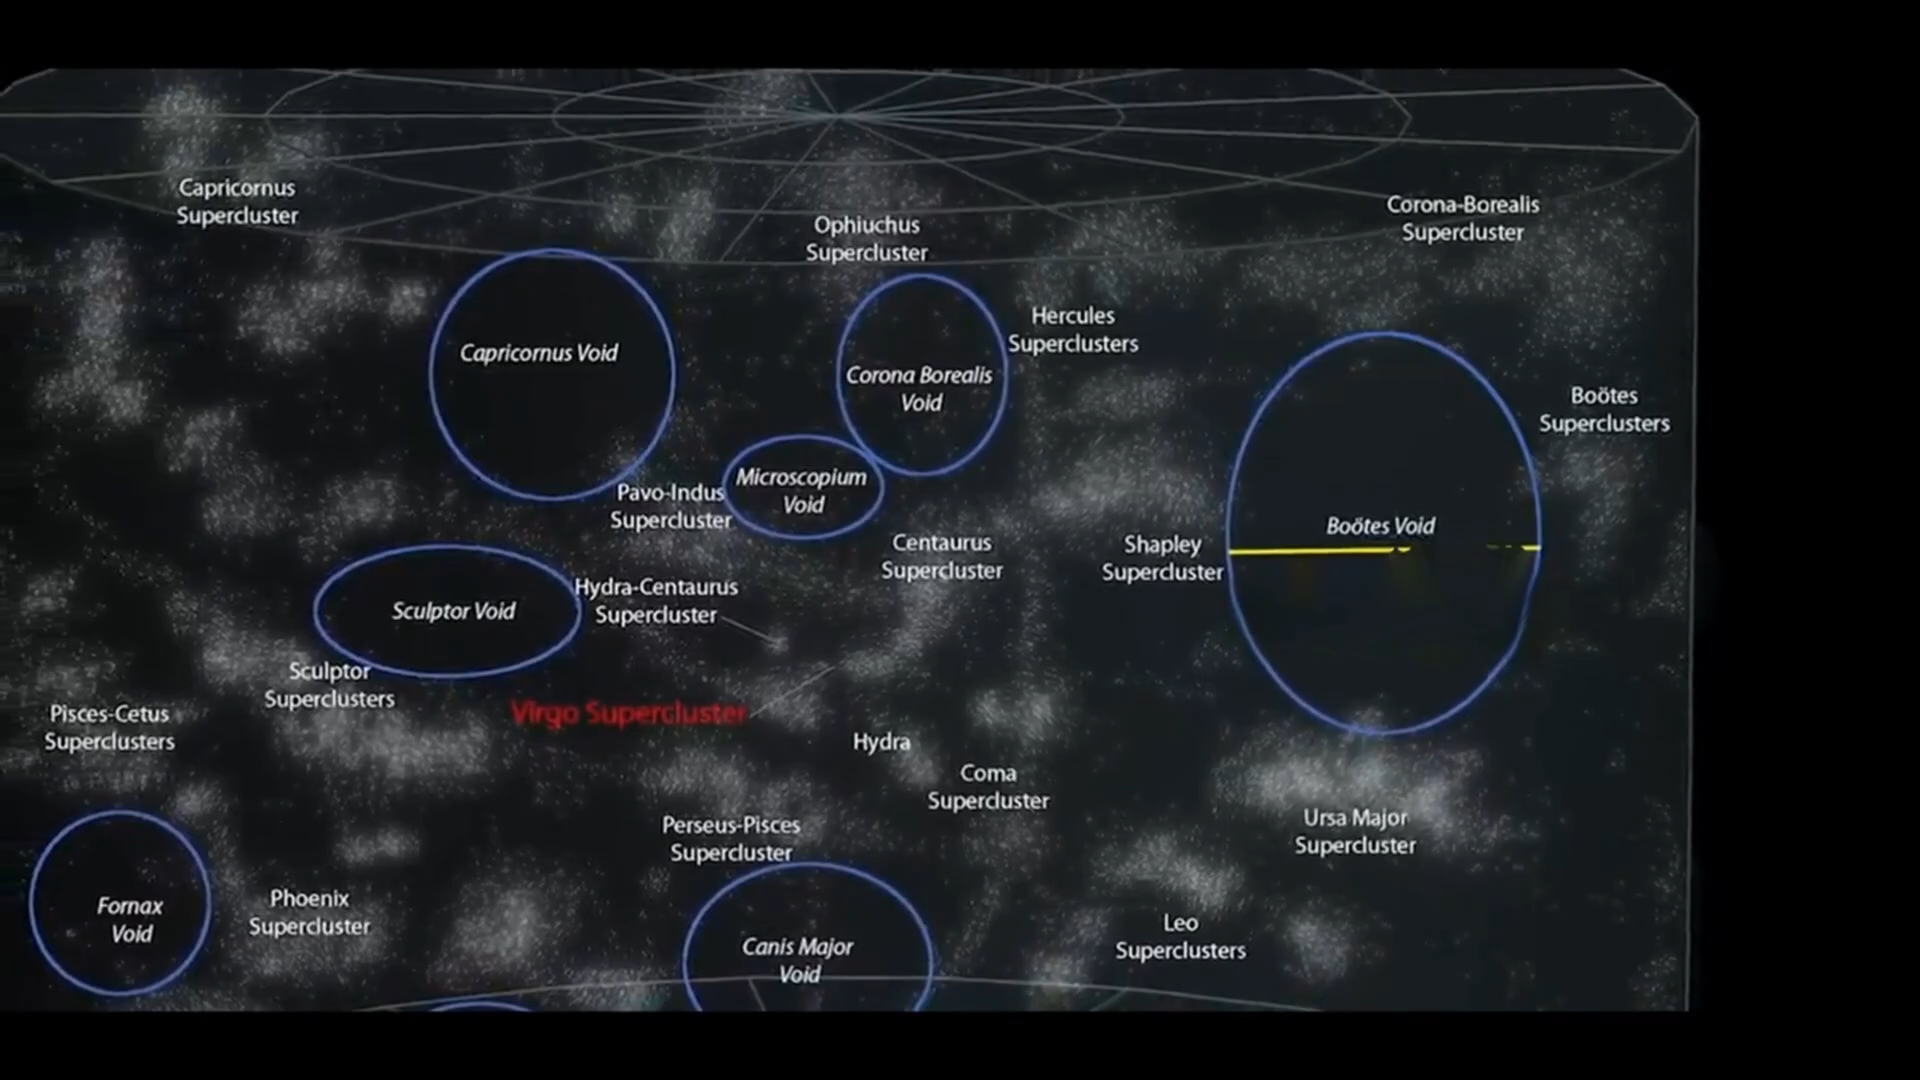 Capricornus
Supercluster
Ophiuchus
Supercluster
Corona-Borealis
Supercluster
Hercules
Superclusters
Capricornus Void
Corona Borealis
Void
Boötes
Superclusters
Microscopium
Void
Pavo-Indus
Supercluster
Boötes Void
Centaurus
Supercluster
Shapley
Supercluster
Hydra-Centaurus
Supercluster
Sculptor Void
Sculptor
Superclusters
Virgo Supercluster
Pisces-Cetus
Superclusters
Hydra
Coma
Supercluster
Perseus-Pisces
Supercluster
Ursa Major
Supercluster
Fornax
Void
Phoenix
Supercluster
Canis Major
Void
Leo
Superclusters